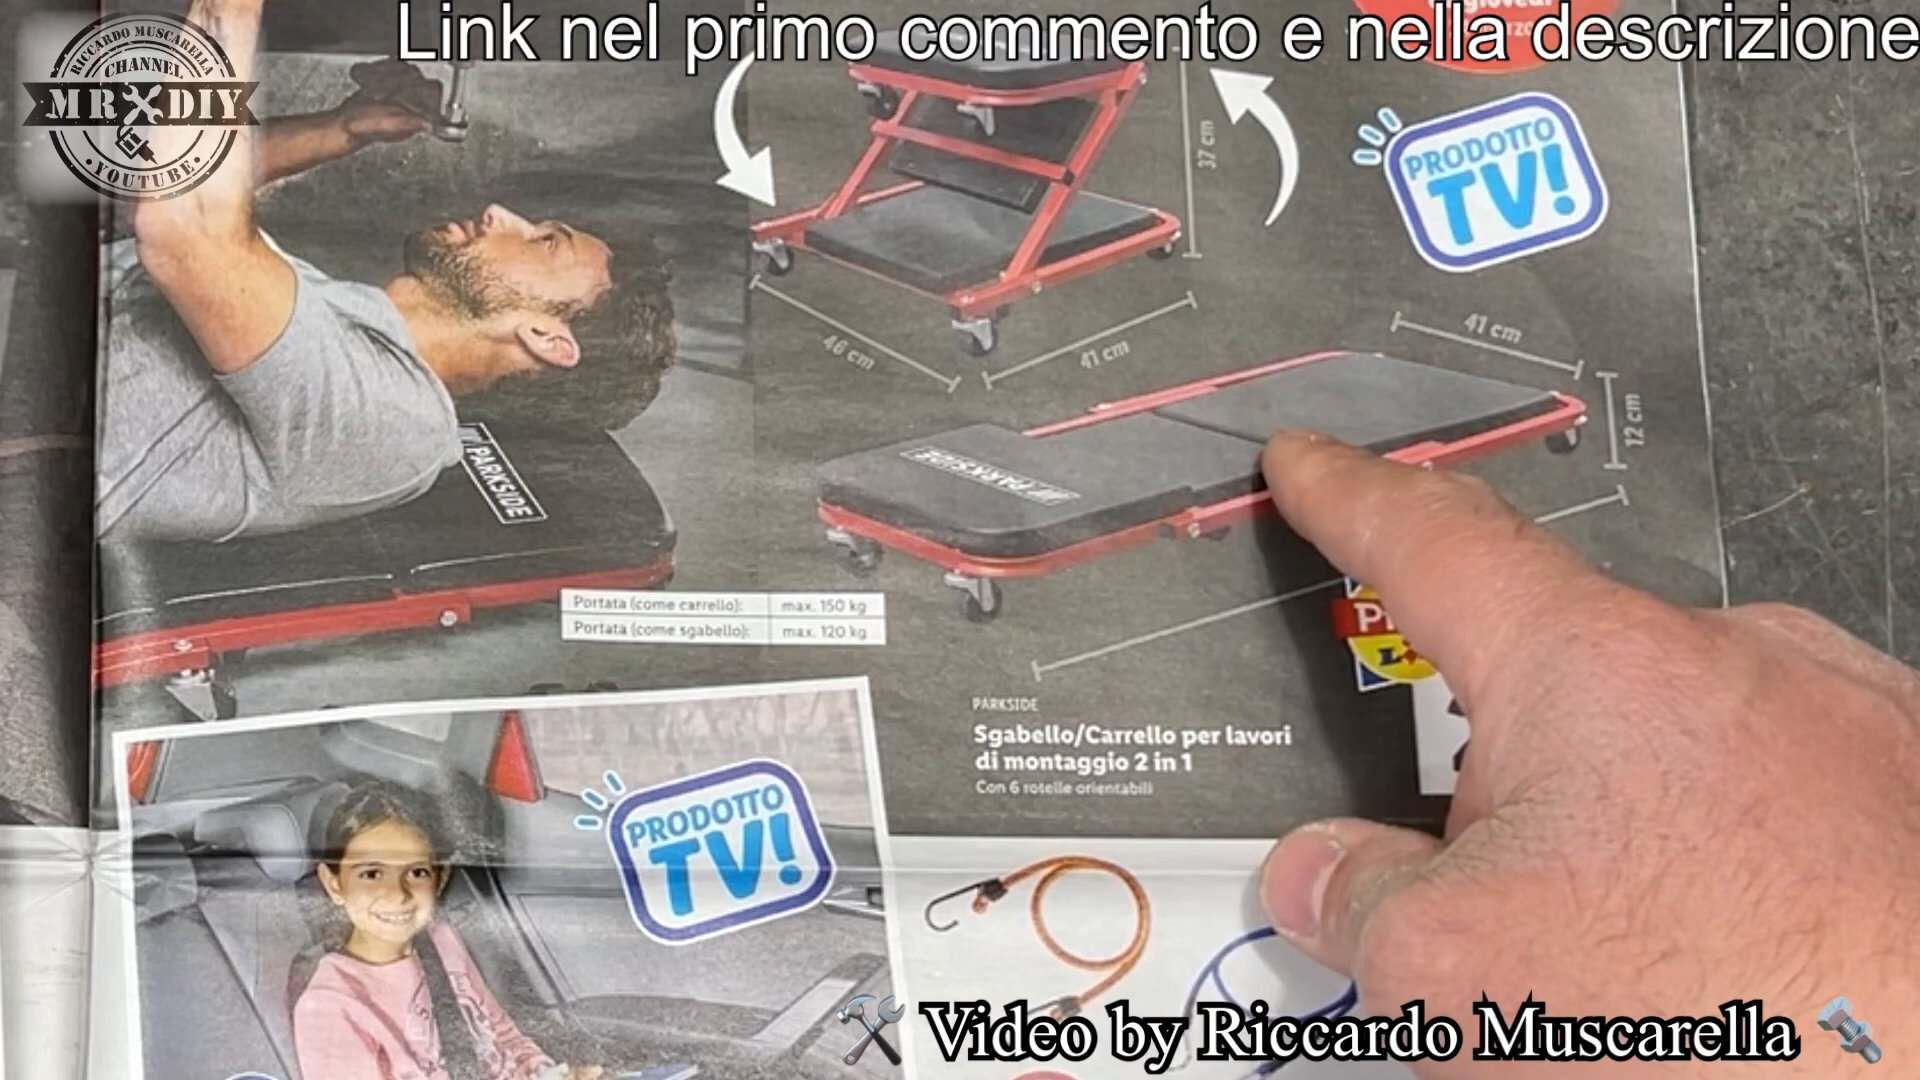 Link nel primo commento e nella descrizione
RICCARDO MUSCARELLA
CHANNEL
MR DIY
YOUTUBE
giovedì
37 cm
PRODOTTO
TV!
46 cm
41 cm
41 cm
12 cm
PARKSIDE
PARKSIDE
Portata (come carrello): max. 150 kg
Portata (come sgabello): max. 120 kg
PARKSIDE
Sgabello/Carrello per lavori
di montaggio 2 in 1
Con 6 rotelle orientabili
PRODOTTO
TV!
Video by Riccardo Muscarella